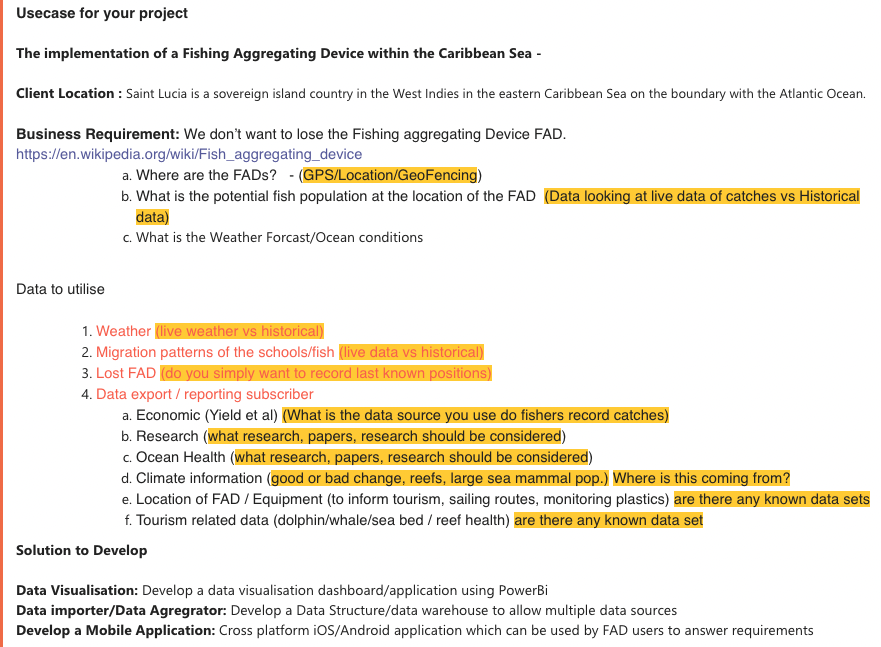 Usecase for your project
The implementation of a Fishing Aggregating Device within the Caribbean Sea -
Client Location : Saint Lucia is a sovereign island country in the West Indies in the eastern Caribbean Sea on the boundary with the Atlantic Ocean.
Business Requirement: We don't want to lose the Fishing aggregating Device FAD.
https://en.wikipedia.org/wiki/Fish_aggregating_device
a. Where are the FADs?  - (GPS/Location/GeoFencing)
b. What is the potential fish population at the location of the FAD (Data looking at live data of catches vs Historical
data)
c. What is the Weather Forcast/Ocean conditions
Data to utilise
1. Weather (live weather vs historical)
2. Migration patterns of the schools/fish (live data vs historical)
3. Lost FAD (do you simply want to record last known positions)
4. Data export / reporting subscriber
a. Economic (Yield et al) (What is the data source you use do fishers record catches)
b. Research (what research, papers, research should be considered)
c. Ocean Health (what research, papers, research should be considered)
d. Climate information (good or bad change, reefs, large sea mammal pop.) Where is this coming from?
e. Location of FAD / Equipment (to inform tourism, sailing routes, monitoring plastics) are there any known data sets
f. Tourism related data (dolphin/whale/sea bed / reef health) are there any known data set
Solution to Develop
Data Visualisation: Develop a data visualisation dashboard/application using PowerBi
Data importer/Data Agregrator: Develop a Data Structure/data warehouse to allow multiple data sources
Develop a Mobile Application: Cross platform iOS/Android application which can be used by FAD users to answer requirements